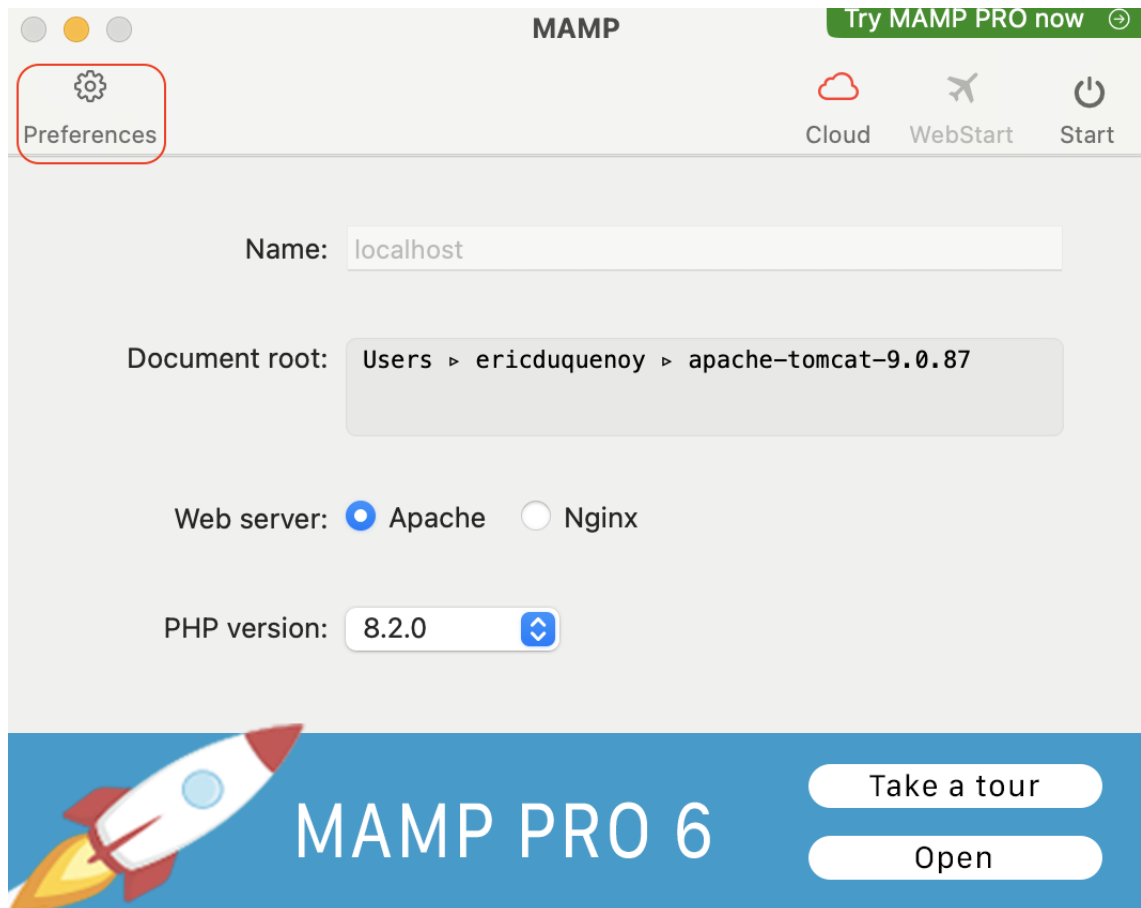 MAMP
Try MAMP PRO now
Preferences
Cloud
WebStart
Start
Name: localhost
Document root: Users ▹ ericduquenoy ▹ apache-tomcat-9.0.87
Web server: Apache Nginx
PHP version: 8.2.0
MAMP PRO 6
Take a tour
Open